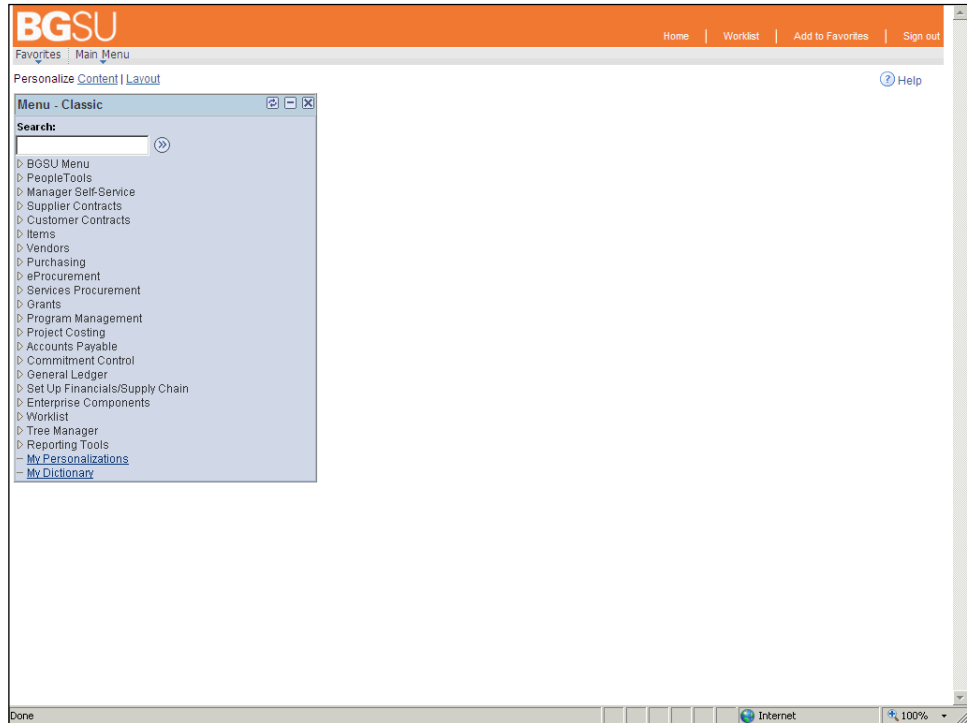 BGSU
Home | Worklist | Add to Favorites | Sign out
Favorites Main Menu
Personalize Content | Layout
Help
Menu - Classic
Search:
BGSU Menu
PeopleTools
Manager Self-Service
Supplier Contracts
Customer Contracts
Items
Vendors
Purchasing
eProcurement
Services Procurement
Grants
Program Management
Project Costing
Accounts Payable
Commitment Control
General Ledger
Set Up Financials/Supply Chain
Enterprise Components
Worklist
Tree Manager
Reporting Tools
My Personalizations
My Dictionary
Done Internet 100%